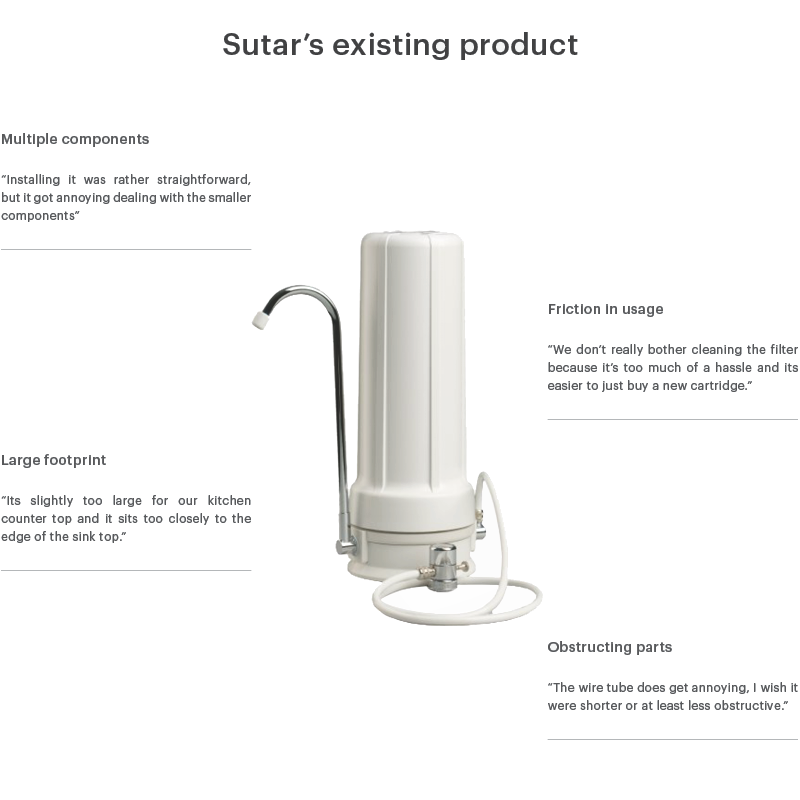 Sutar’s existing product
Multiple components
“Installing it was rather straightforward,
but it got annoying dealing with the smaller
components”
Friction in usage
“We don’t really bother cleaning the filter
because it’s too much of a hassle and its
easier to just buy a new cartridge.”
Large footprint
“Its slightly too large for our kitchen
counter top and it sits too closely to the
edge of the sink top.”
Obstructing parts
“The wire tube does get annoying, I wish it
were shorter or at least less obstructive.”